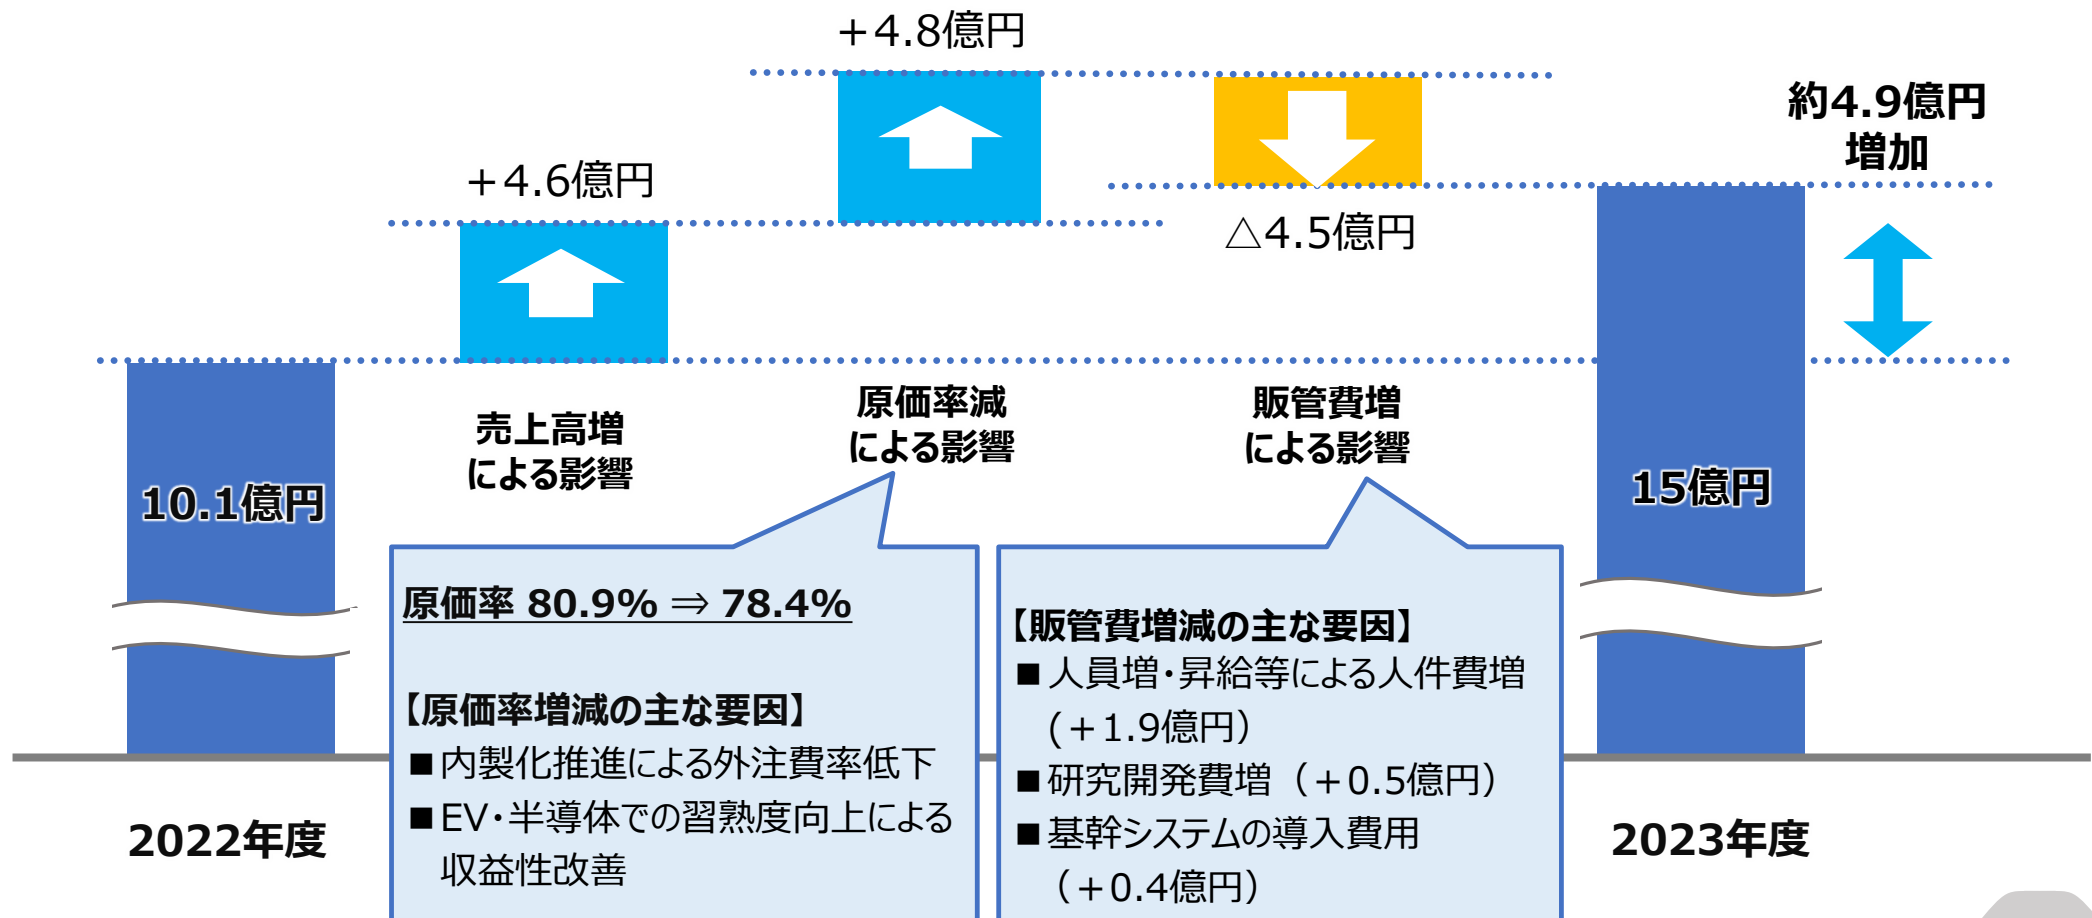 +4.8億円
約4.9億円
増加
+4.6億円
△4.5億円
売上高増
による影響
原価率減
による影響
販管費増
による影響
10.1億円
15億円
原価率 80.9% ⇒ 78.4%
【原価率増減の主な要因】
■内製化推進による外注費率低下
■EV・半導体での習熟度向上による
収益性改善
【販管費増減の主な要因】
■人員増・昇給等による人件費増
(+1.9億円)
■研究開発費増(+0.5億円)
■基幹システムの導入費用
(+0.4億円)
2022年度
2023年度